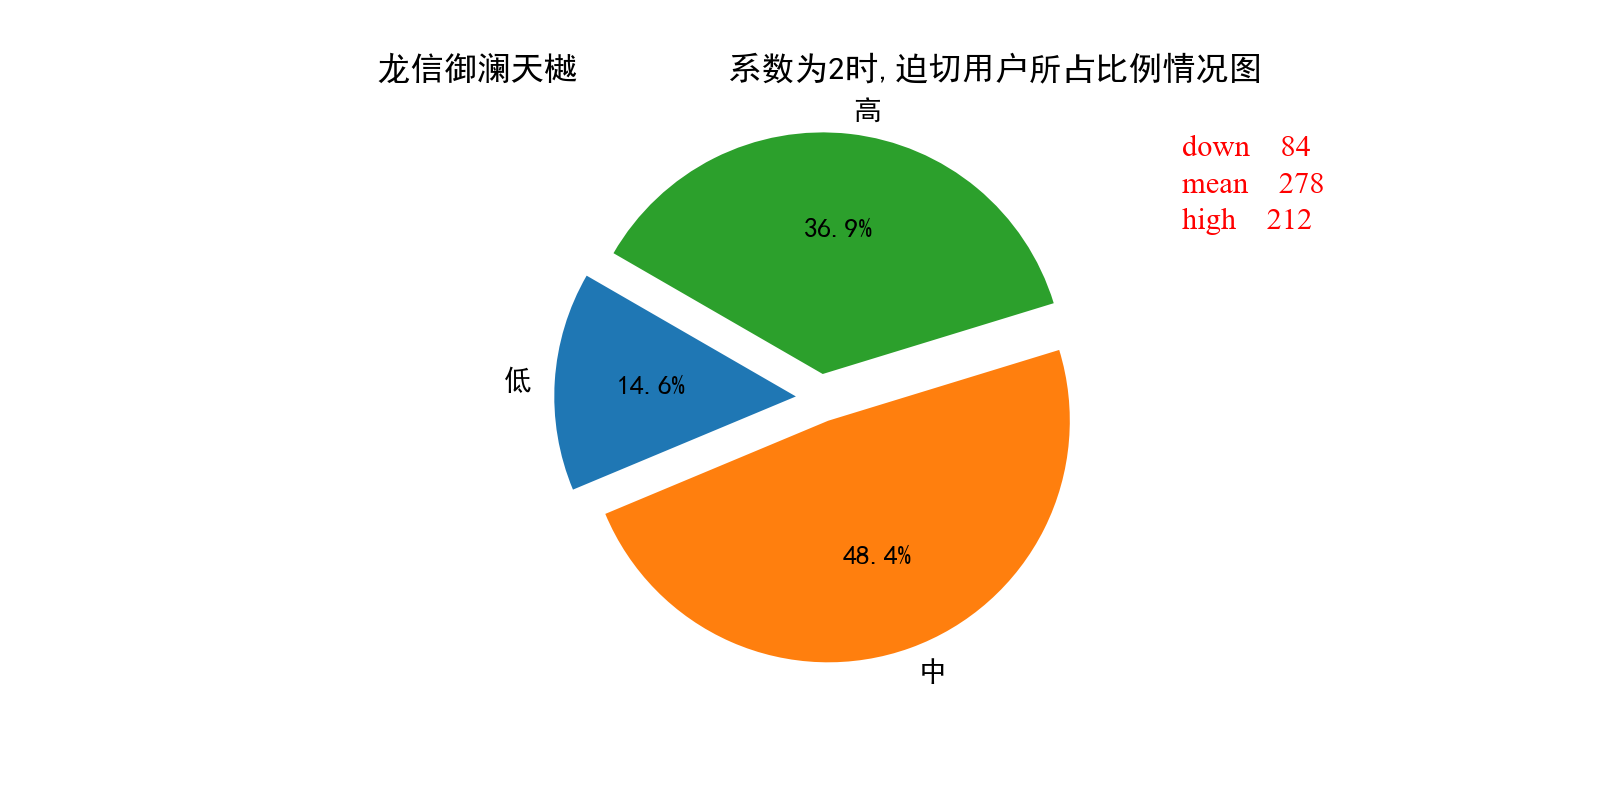 龙信御澜天樾 系数为2时,迫切用户所占比例情况图
高
down 84
mean 278
high 212
36.9%
低
14.6%
48.4%
中